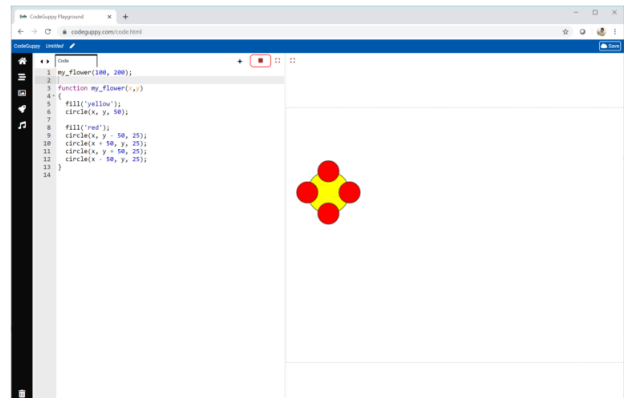 CodeGuppy Playground
codeguppy.com/code.html
CodeGuppy Untitled
Save
Code
1 my_flower(100, 200);
2
3 function my_flower(x,y)
4 {
5 fill('yellow');
6 circle(x, y, 50);
7
8 fill('red');
9 circle(x, y - 50, 25);
10 circle(x + 50, y, 25);
11 circle(x, y + 50, 25);
12 circle(x - 50, y, 25);
13 }
14